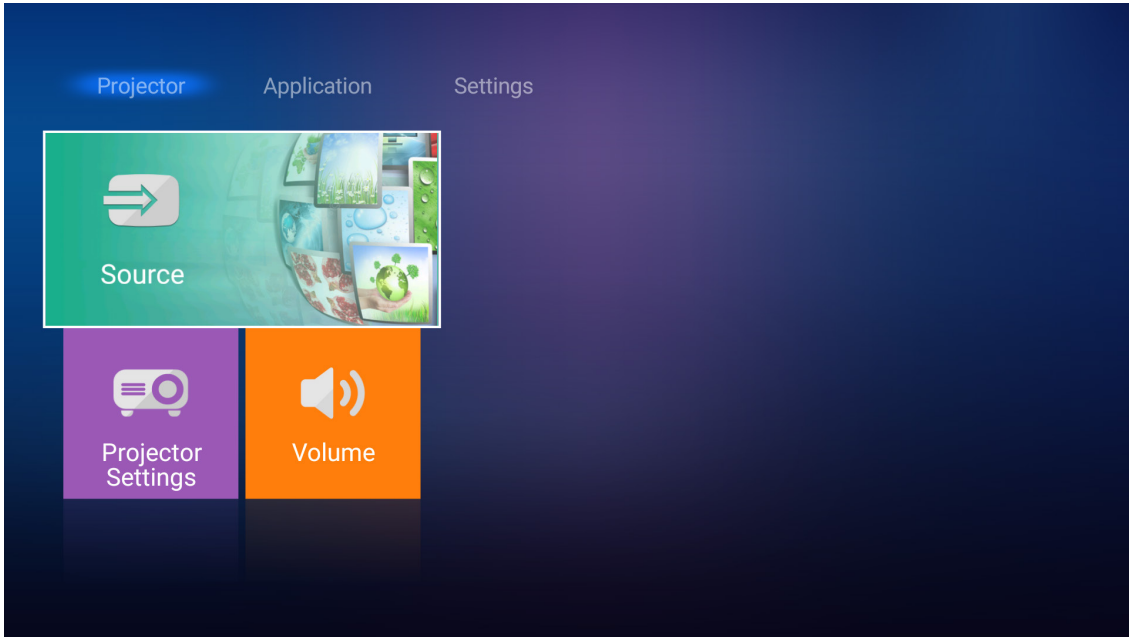 Projector
Application
Settings
Source
Projector
Settings
Volume